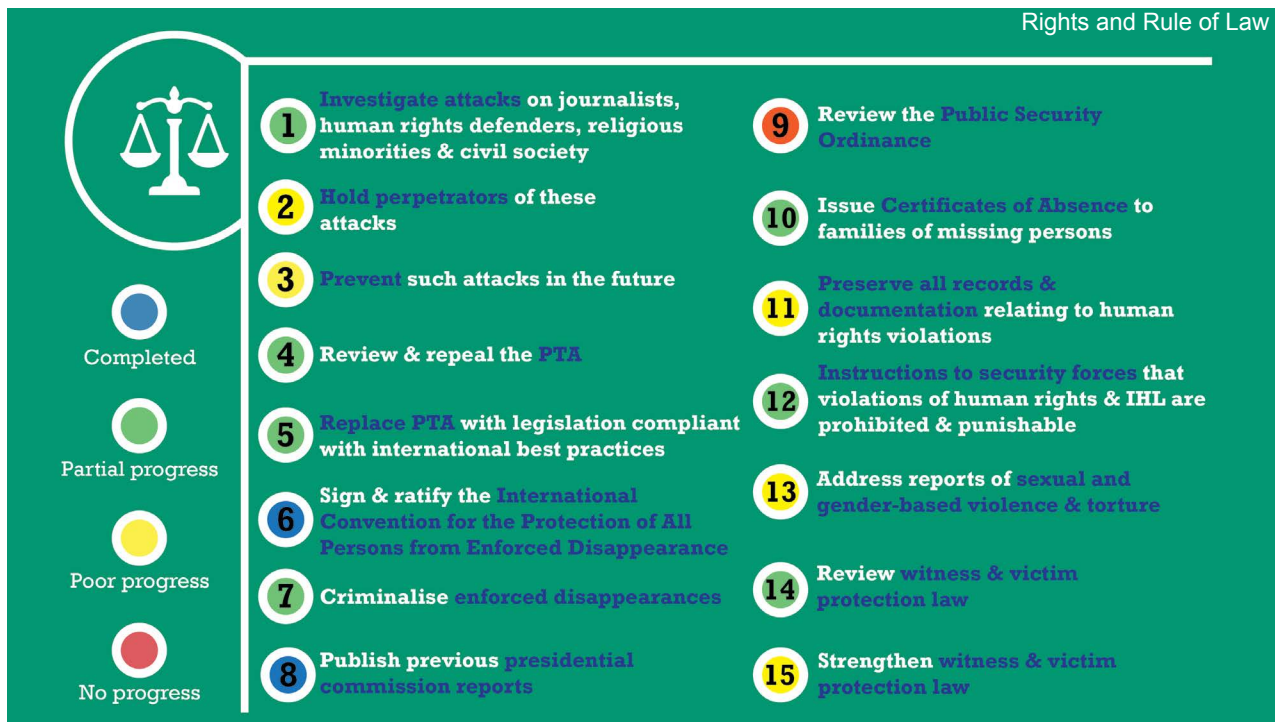 Rights and Rule of Law
Completed
Partial progress
Poor progress
No progress
1
Investigate attacks on journalists,
human rights defenders, religious
minorities & civil society
2
Hold perpetrators of these
attacks
3
Prevent such attacks in the future
4
Review & repeal the PTA
5
Replace PTA with legislation compliant
with international best practices
6
Sign & ratify the International
Convention for the Protection of All
Persons from Enforced Disappearance
7
Criminalise enforced disappearances
8
Publish previous presidential
commission reports
9
Review the Public Security
Ordinance
10
Issue Certificates of Absence to
families of missing persons
11
Preserve all records &
documentation relating to human
rights violations
12
Instructions to security forces that
violations of human rights & IHL are
prohibited & punishable
13
Address reports of sexual and
gender-based violence & torture
14
Review witness & victim
protection law
15
Strengthen witness & victim
protection law